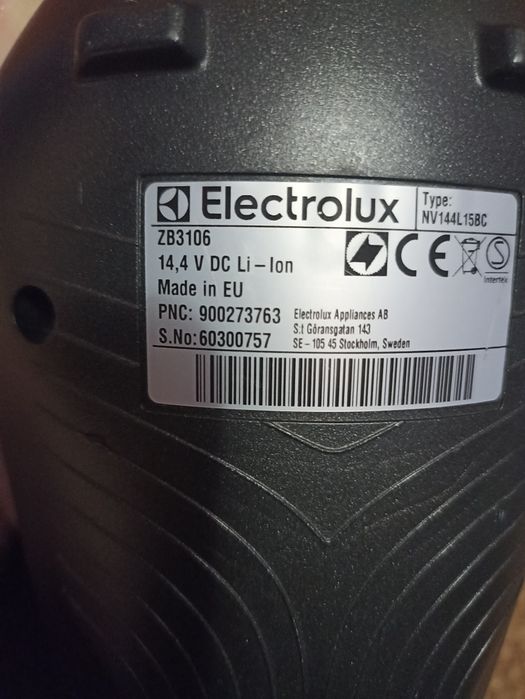 Electrolux
Type:
NV144L15BC
ZB3106
14,4 V DC Li-Ion
Made in EU
PNC: 900273763
S.No:60300757
Electrolux Appliances AB
S:t Göransgatan 143
SE - 105 45 Stockholm, Sweden
CE
S
Intertek